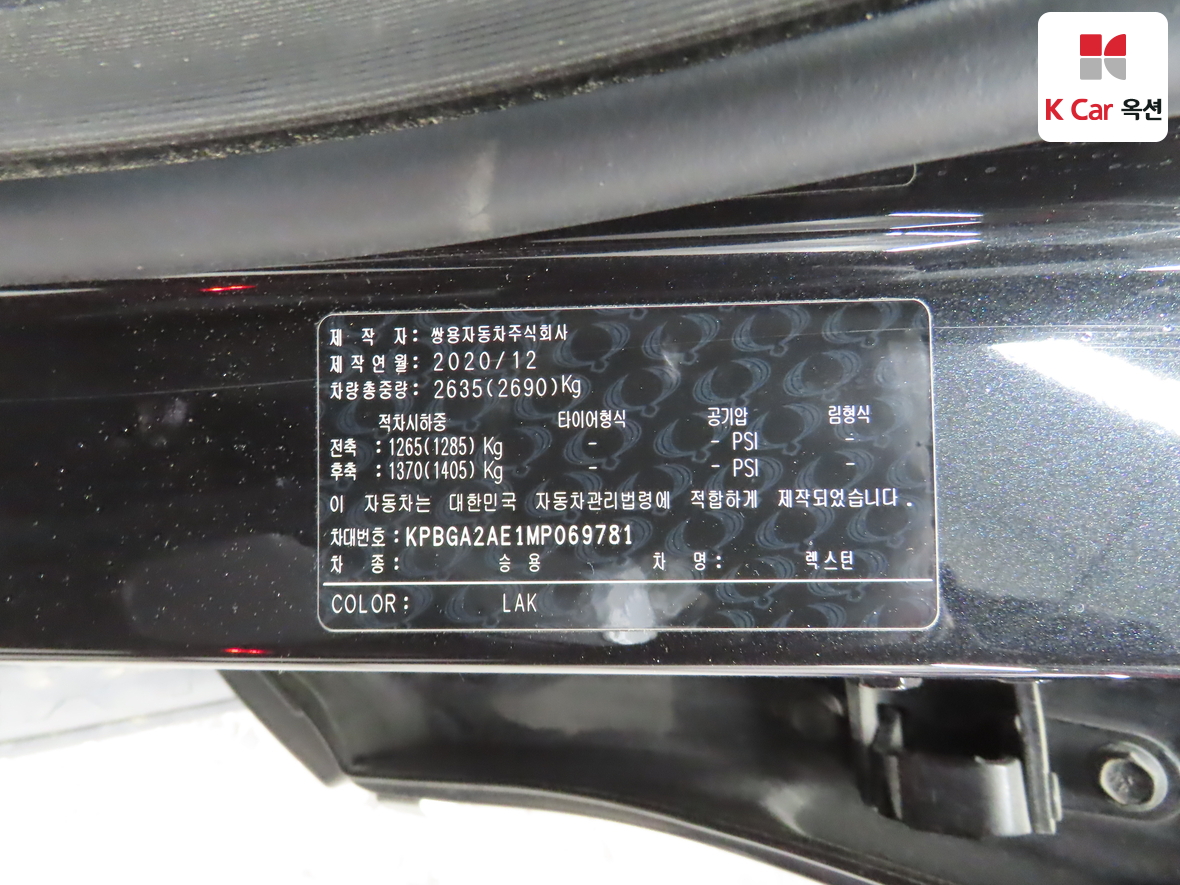 K Car 옥션
제 작 자 : 쌍용자동차주식회사
제작연월: 2020/12
차량총중량: 2635(2690)Kg
적차시하중 타이어형식 공기압 림형식
전축 : 1265(1285) Kg - - PSI -
후축 : 1370(1405) Kg - - PSI -
이 자동차는 대한민국 자동차관리법령에 적합하게 제작되었습니다.
차대번호 : KPBGA2AE1MP069781
차 종 : 승 용 차 명 : 렉스턴
COLOR : LAK